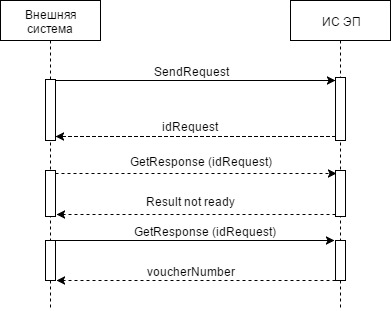 Внешняя
система
ИС ЭП
SendRequest
idRequest
GetResponse (idRequest)
Result not ready
GetResponse (idRequest)
voucherNumber